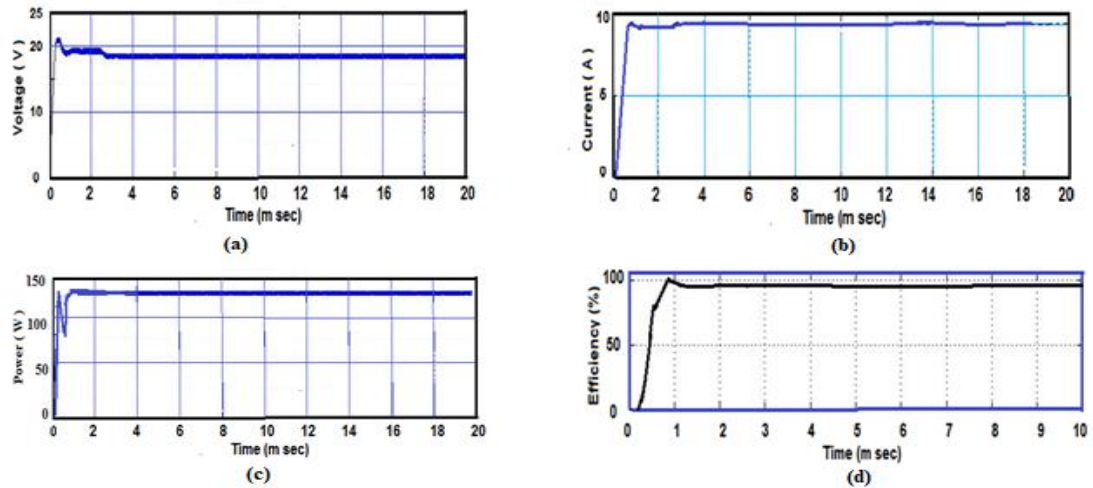 Voltage ( V )
25
20
15
10
0
0 2 4 6 8 10 12 14 16 18 20
Time (m sec)
(a)
Current ( A )
10
5
0
0 2 4 6 8 10 12 14 16 18 20
Time (m sec)
(b)
Power ( W )
150
100
50
0
0 2 4 6 8 10 12 14 16 18 20
Time (m sec)
(c)
Efficiency (%)
100
50
0
0 1 2 3 4 5 6 7 8 9 10
Time (m sec)
(d)